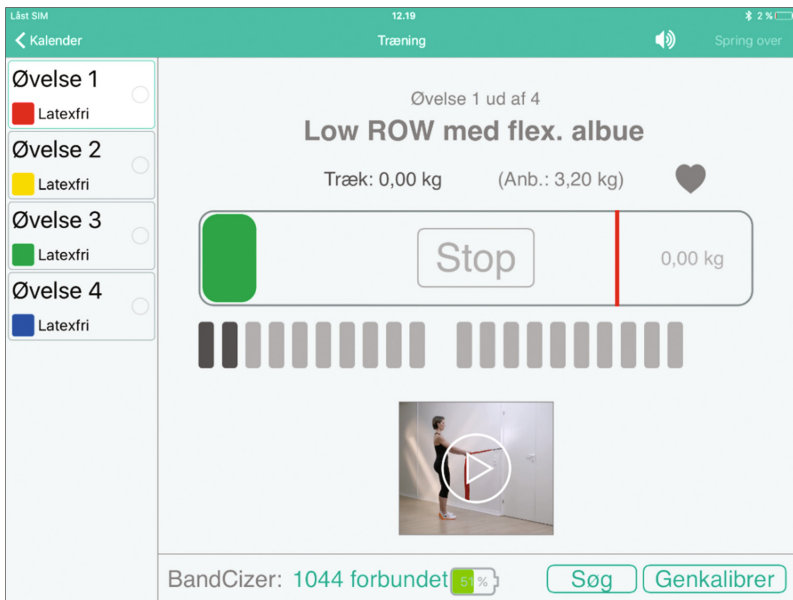 Låst SIM
12.19
2 %
Kalender
Træning
Spring over
Øvelse 1
Latexfri
Øvelse 2
Latexfri
Øvelse 3
Latexfri
Øvelse 4
Latexfri
Øvelse 1 ud af 4
Low ROW med flex. albue
Træk: 0,00 kg (Anb.: 3,20 kg)
Stop
0,00 kg
BandCizer: 1044 forbundet 51 %
Søg
Genkalibrer